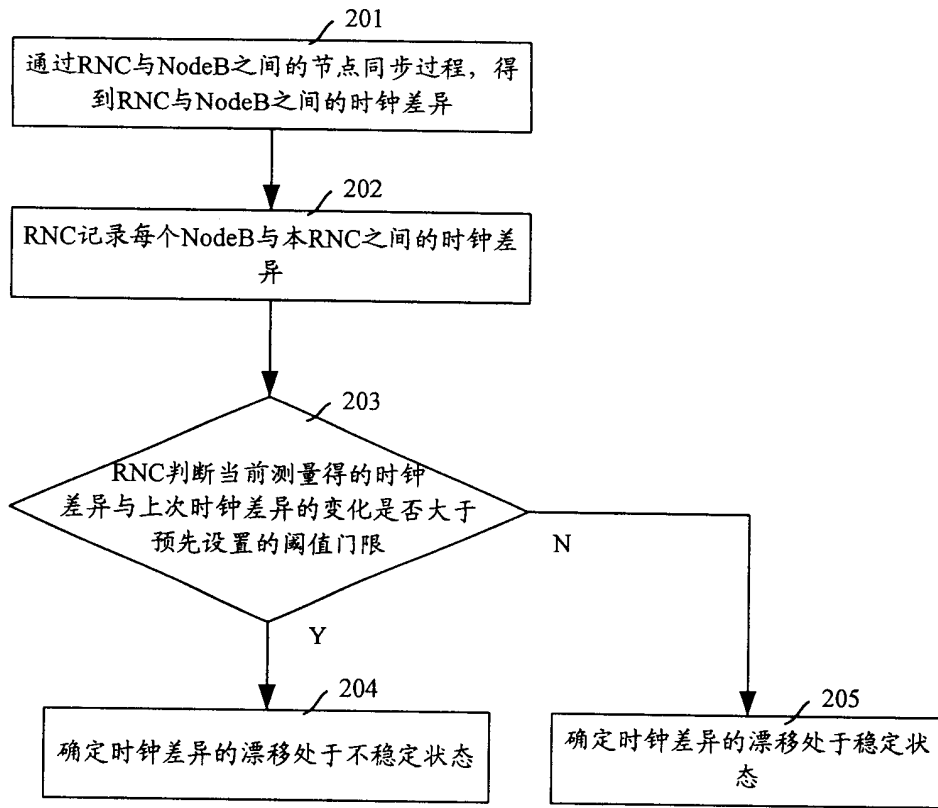 201
通过RNC与NodeB之间的节点同步过程，得
到RNC与NodeB之间的时钟差异
202
RNC记录每个NodeB与本RNC之间的时钟差
异
203
RNC判断当前测量得的时钟
差异与上次时钟差异的变化是否大于
预先设置的阈值门限
N
Y
204
确定时钟差异的漂移处于不稳定状态
205
确定时钟差异的漂移处于稳定状
态